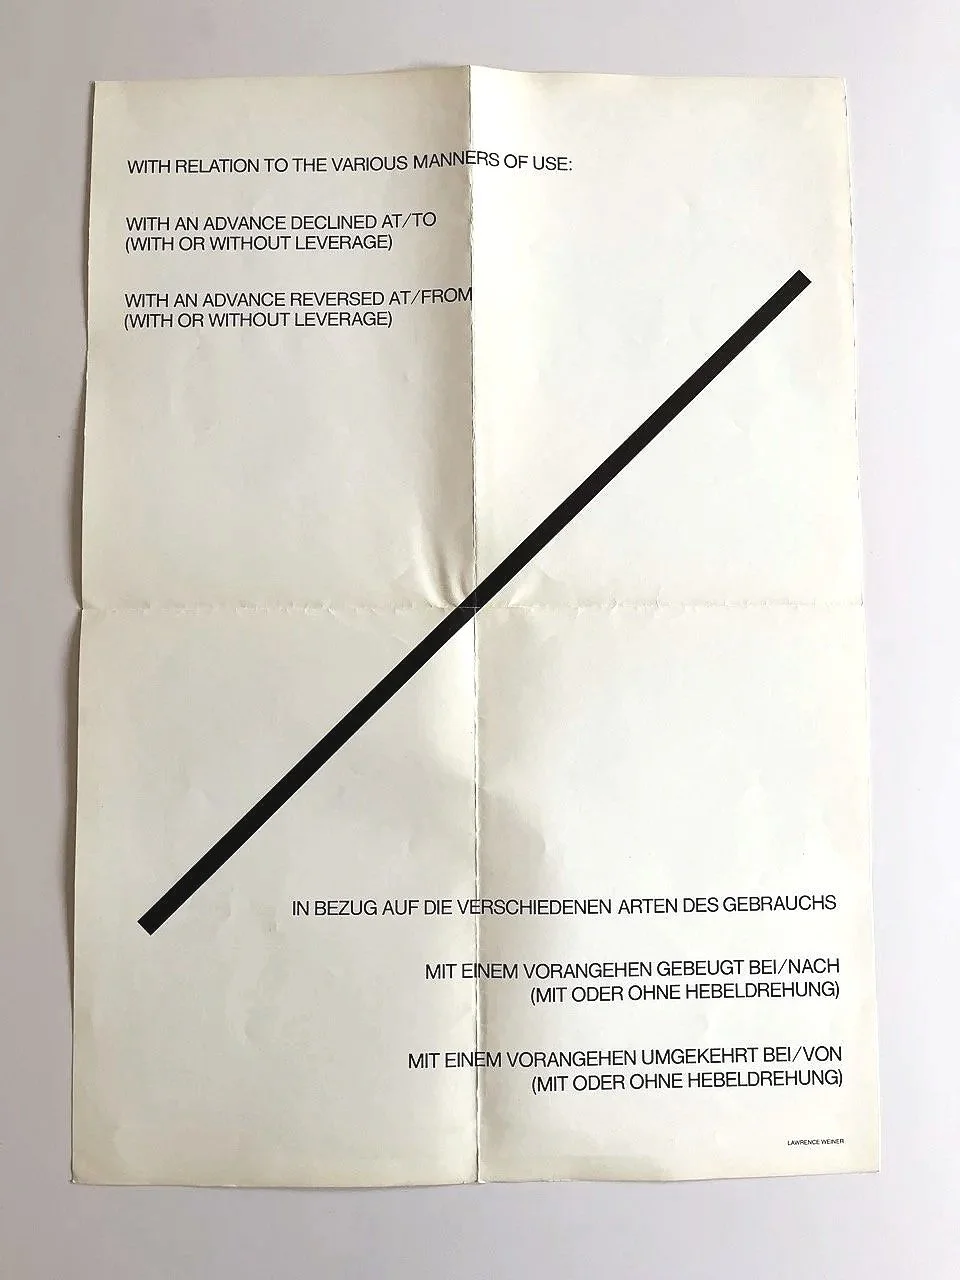 WITH RELATION TO THE VARIOUS MANNERS OF USE:
WITH AN ADVANCE DECLINED AT/TO
(WITH OR WITHOUT LEVERAGE)
WITH AN ADVANCE REVERSED AT/FROM
(WITH OR WITHOUT LEVERAGE)
IN BEZUG AUF DIE VERSCHIEDENEN ARTEN DES GEBRAUCHS
MIT EINEM VORANGEHEN GEBEUGT BEI/NACH
(MIT ODER OHNE HEBELDREHUNG)
MIT EINEM VORANGEHEN UMGEKEHRT BEI/VON
(MIT ODER OHNE HEBELDREHUNG)
LAWRENCE WEINER